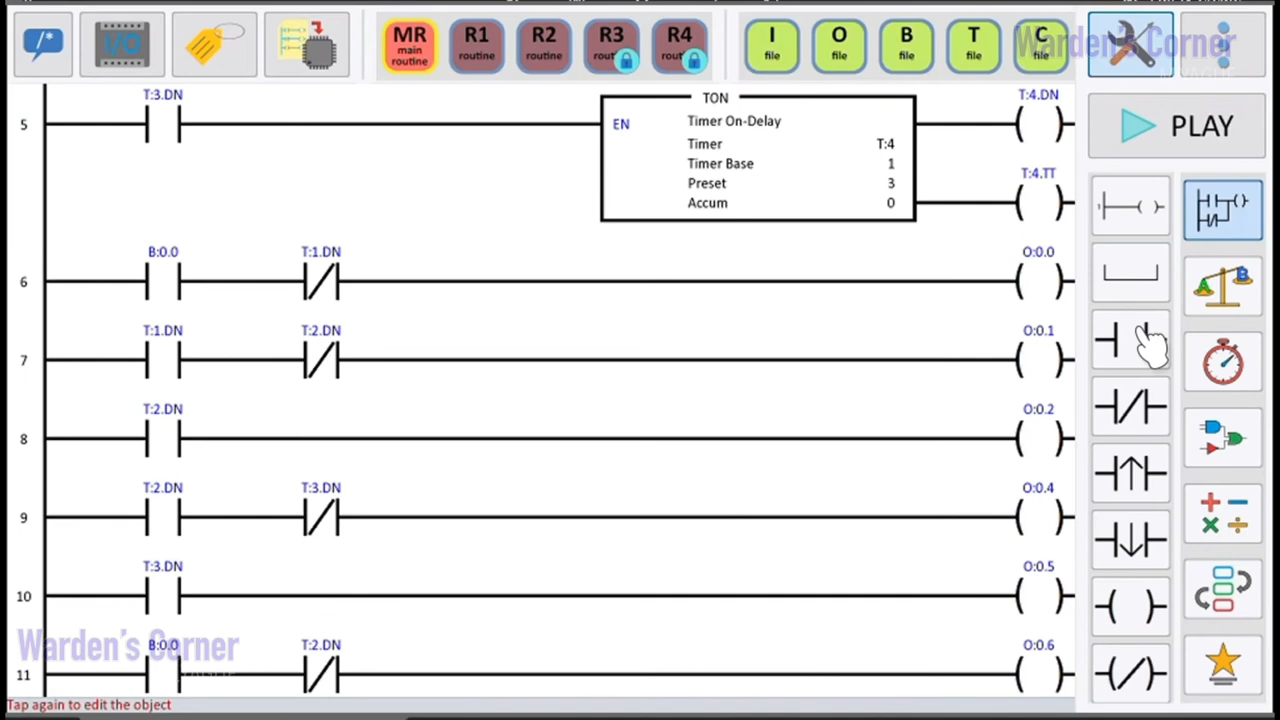 /*
I/O
MR
main
routine
R1
routine
R2
routine
R3
routine
R4
I
file
O
file
B
file
T
file
C
file
Warden's Corner
PLAY
T:3.DN
5
EN
TON
Timer On-Delay
Timer T:4
Timer Base 1
Preset 3
Accum 0
T:4.DN
T:4.TT
6
B:0.0
T:1.DN
O:0.0
7
T:1.DN
T:2.DN
O:0.1
8
T:2.DN
O:0.2
9
T:2.DN
T:3.DN
O:0.4
10
T:3.DN
O:0.5
11
B:0.0
T:2.DN
O:0.6
Warden's Corner
Tap again to edit the object
A
B